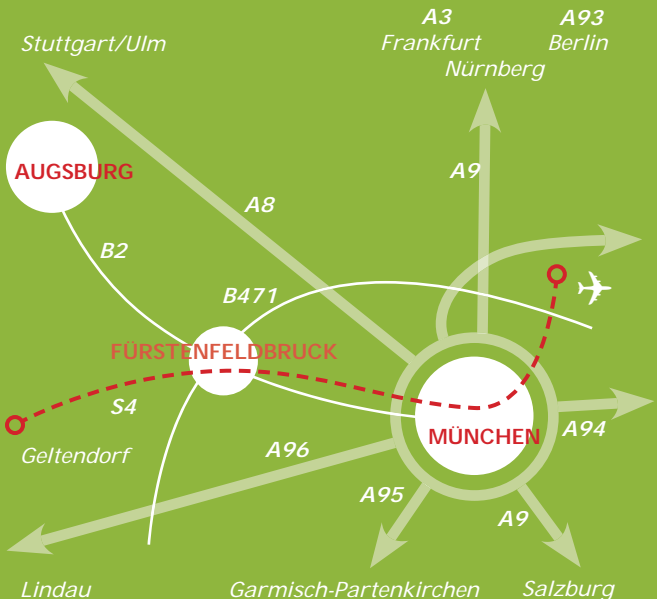 A3
A93
Stuttgart/Ulm
Frankfurt
Berlin
Nürnberg
AUGSBURG
A9
A8
B2
B471
FÜRSTENFELDBRUCK
S4
MÜNCHEN
A94
Geltendorf
A96
A95
A9
Lindau
Garmisch-Partenkirchen
Salzburg